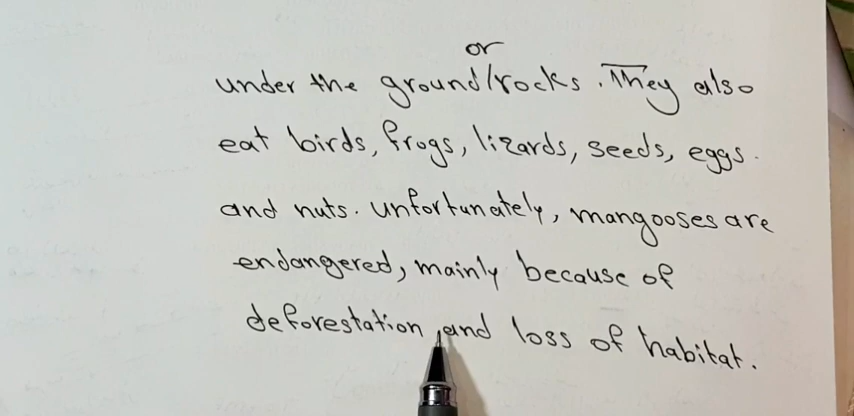 or
under the ground/rocks. They also
eat birds, frogs, lizards, seeds, eggs.
and nuts. unfortunately, mangooses are
endangered, mainly because of
deforestation and loss of habitat.